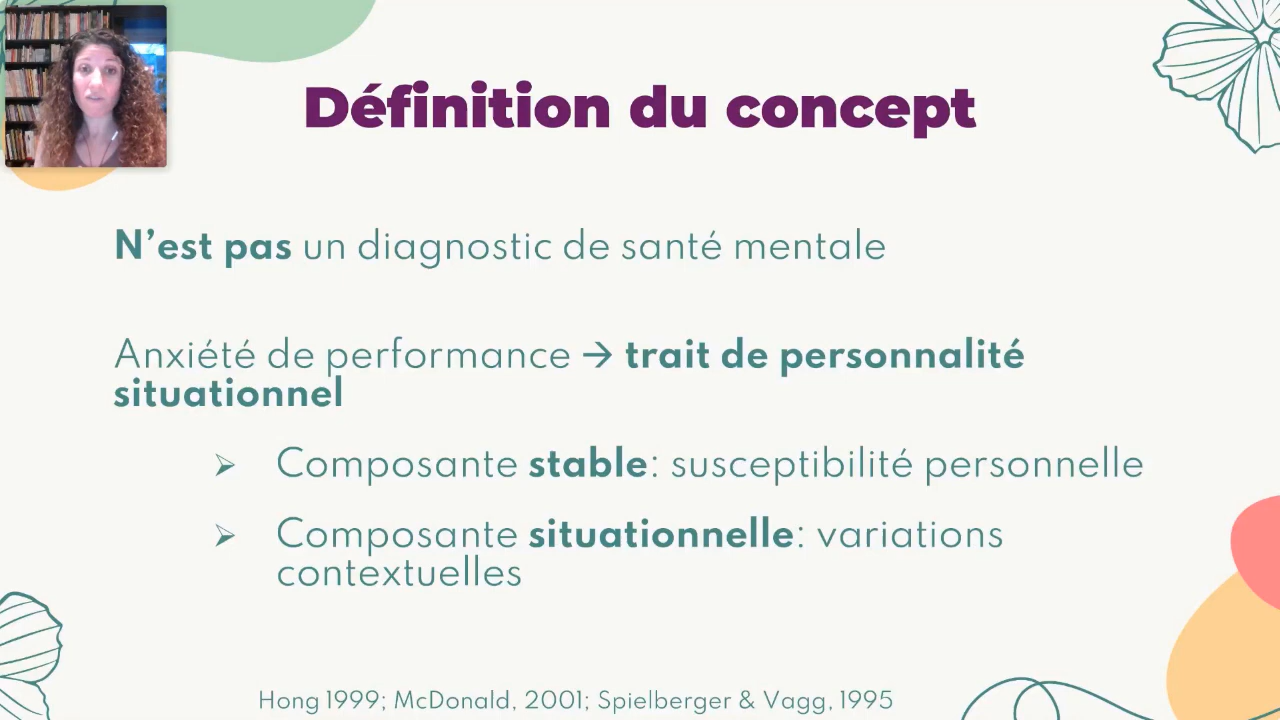 Définition du concept
N’est pas un diagnostic de santé mentale
Anxiété de performance → trait de personnalité
situationnel
➢ Composante stable: susceptibilité personnelle
➢ Composante situationnelle: variations
contextuelles
Hong 1999; McDonald, 2001; Spielberger & Vagg, 1995